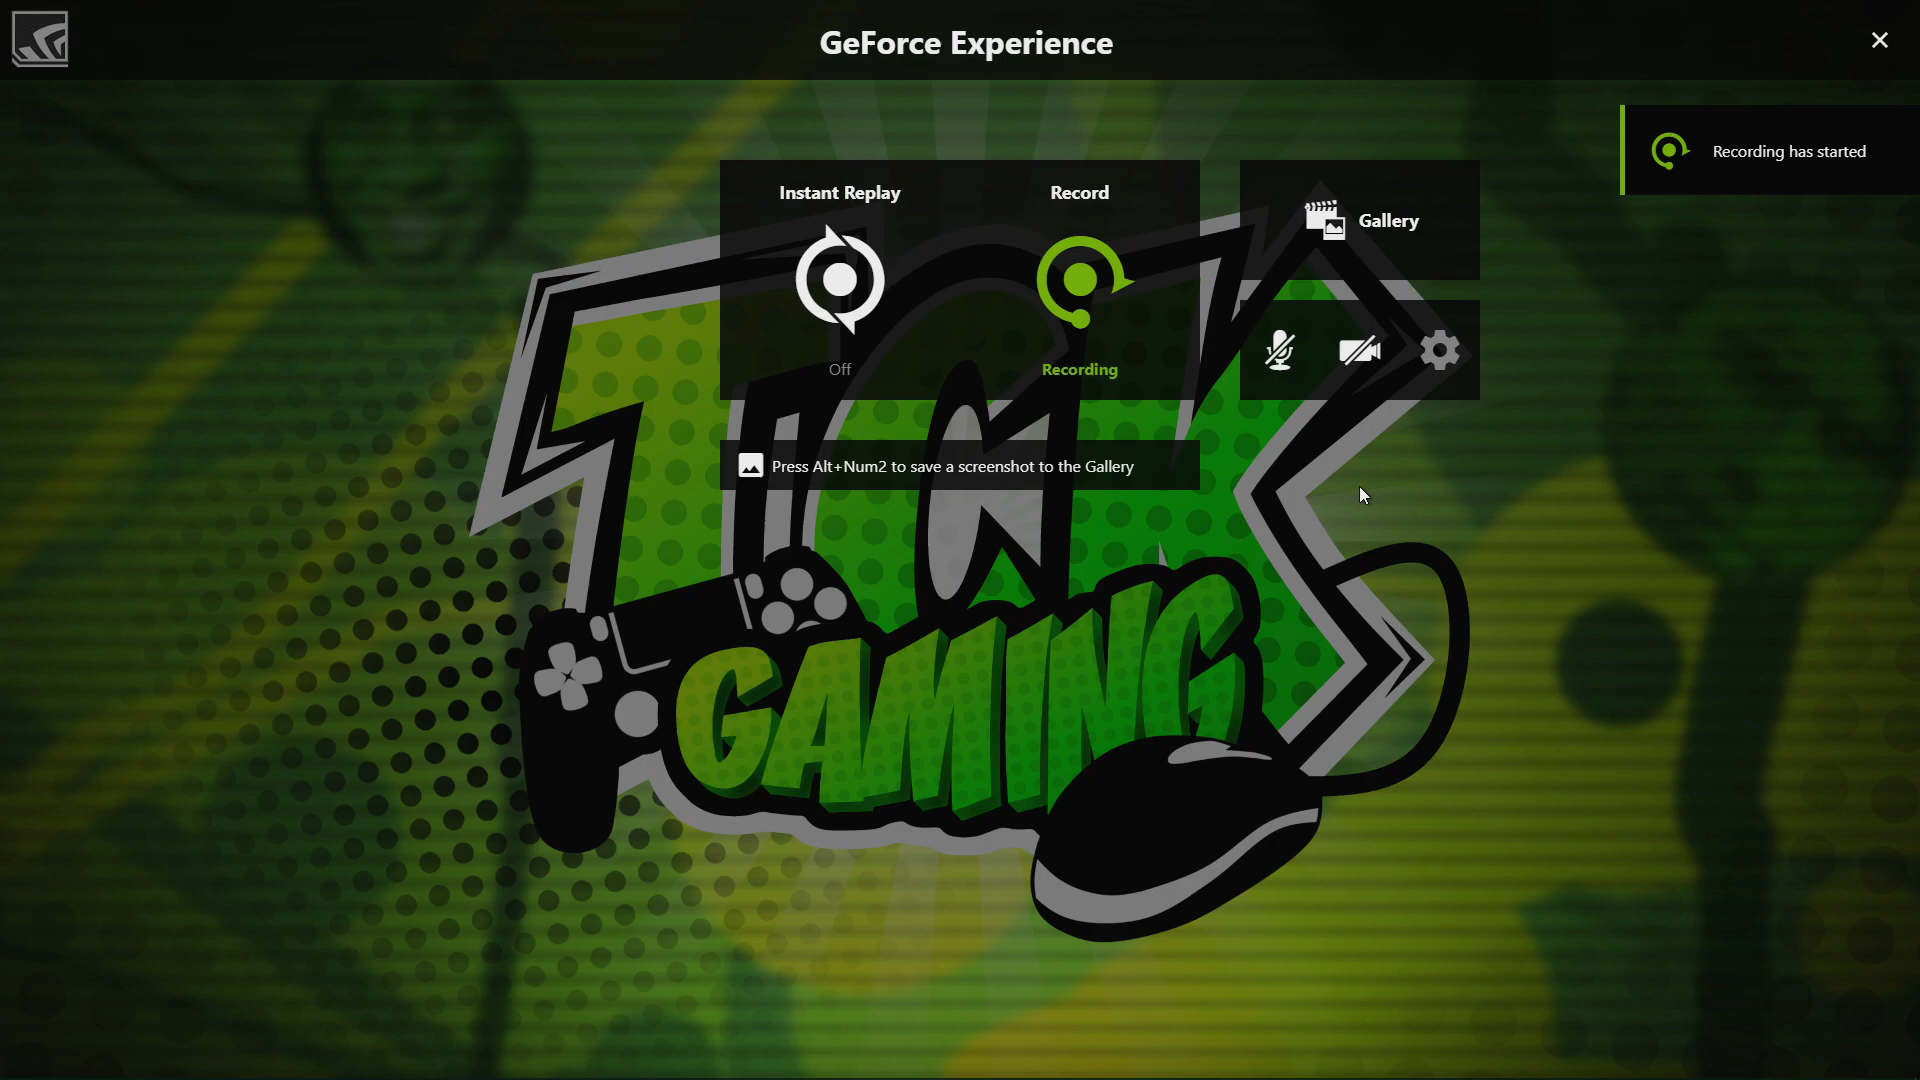 GeForce Experience
Recording has started
Instant Replay
Record
Gallery
Off
Recording
Press Alt+Num2 to save a screenshot to the Gallery
GAMING